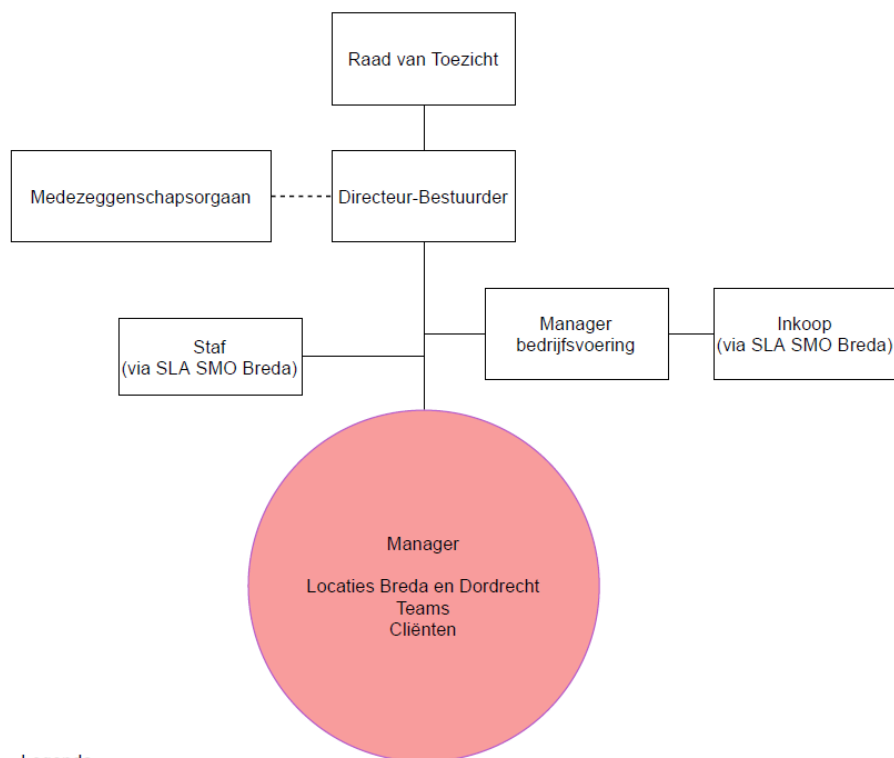 Raad van Toezicht
Medezeggenschapsorgaan
Directeur-Bestuurder
Manager
bedrijfsvoering
Inkoop
(via SLA SMO Breda)
Staf
(via SLA SMO Breda)
Manager
Locaties Breda en Dordrecht
Teams
Cliënten